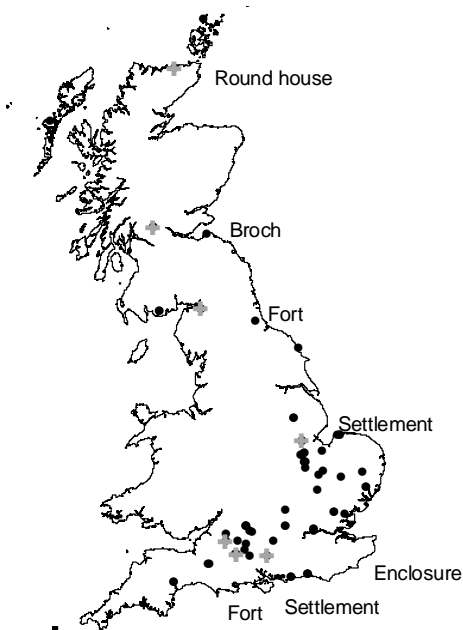 Round house
Broch
Fort
Settlement
Enclosure
Fort
Settlement